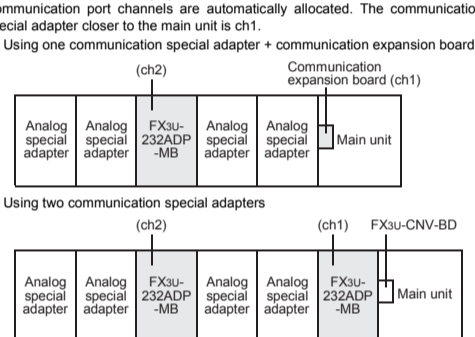 communication port channels are automatically allocated. The communication
special adapter closer to the main unit is ch1.
Using one communication special adapter + communication expansion board
(ch2)
Communication
expansion board (ch1)
Analog
special
adapter
Analog
special
adapter
FX3U-
232ADP
-MB
Analog
special
adapter
Analog
special
adapter
Main unit
Using two communication special adapters
(ch2)
(ch1)
FX3U-CNV-BD
Analog
special
adapter
Analog
special
adapter
FX3U-
232ADP
-MB
Analog
special
adapter
Analog
special
adapter
FX3U-
232ADP
-MB
Main unit